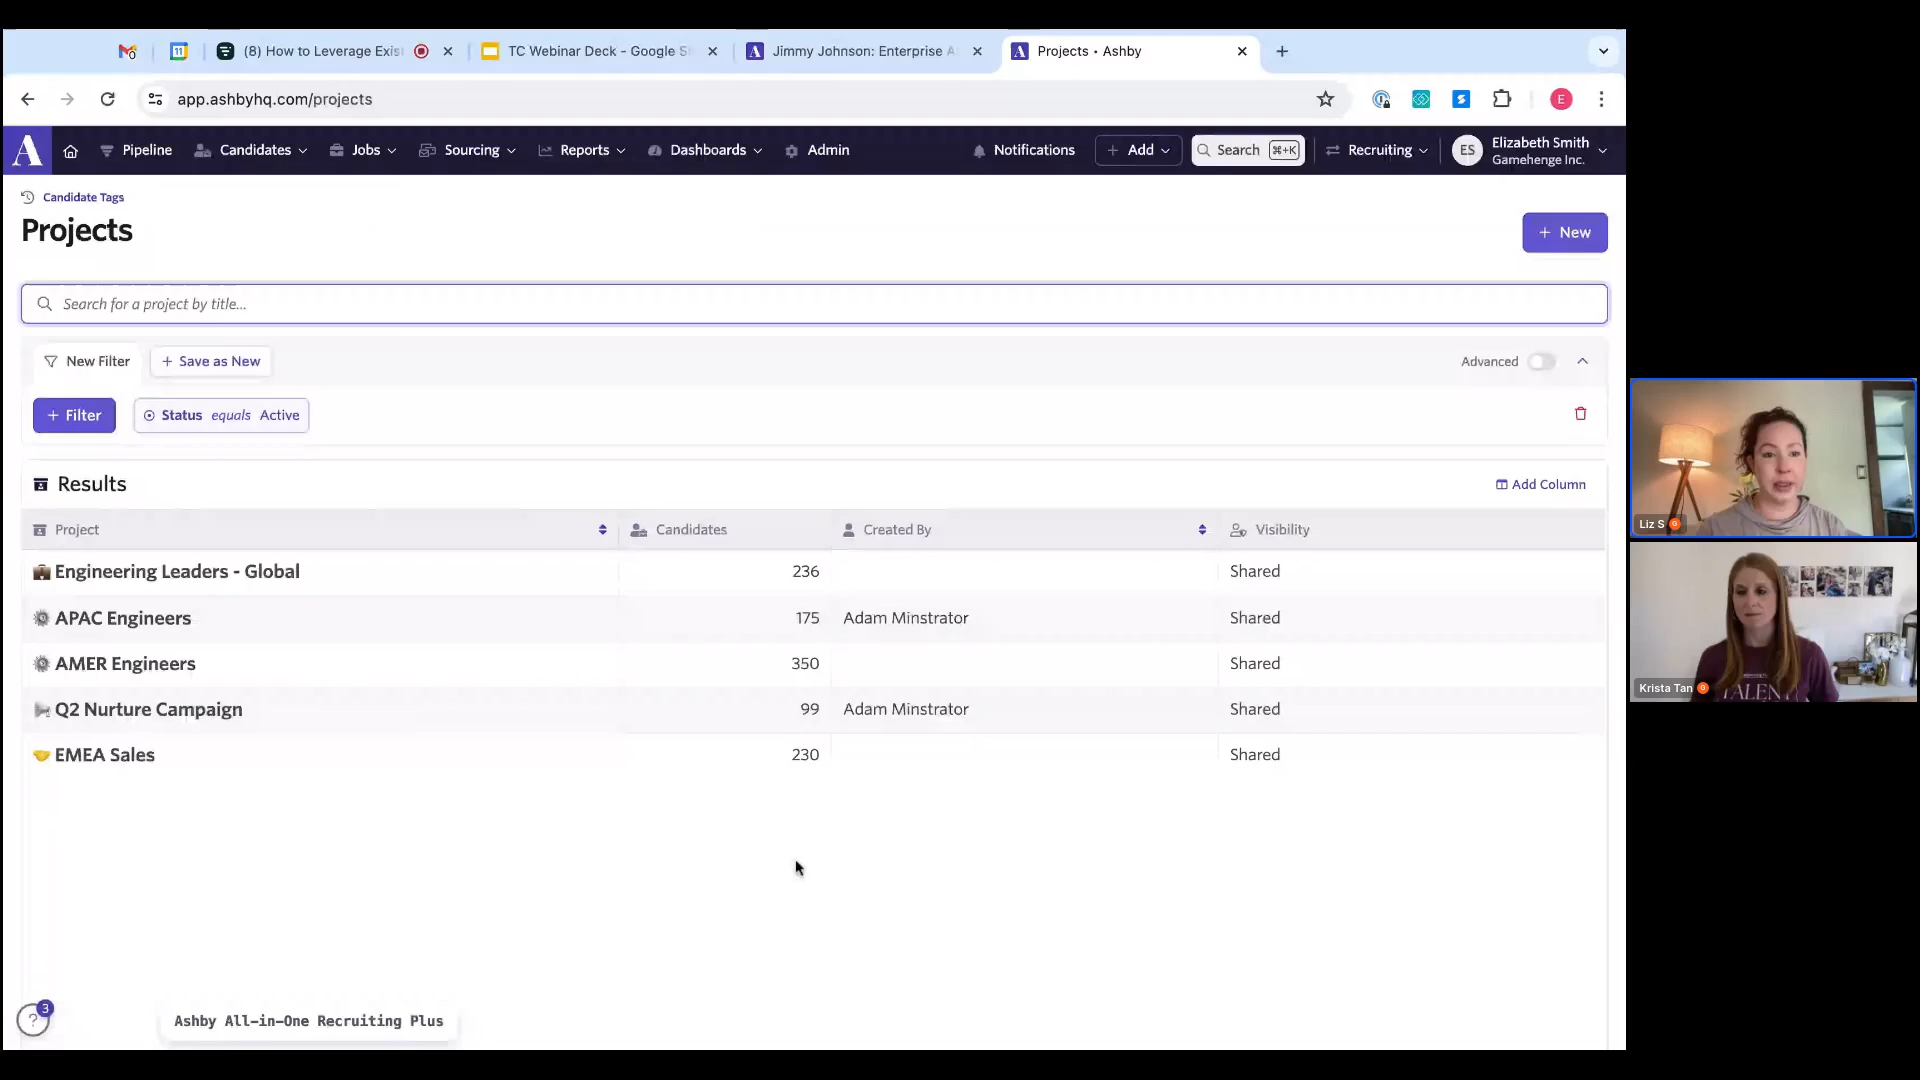 (8) How to Leverage Exis
TC Webinar Deck - Google S
Jimmy Johnson: Enterprise A
Projects • Ashby
app.ashbyhq.com/projects
E
A
Pipeline
Candidates
Jobs
Sourcing
Reports
Dashboards
Admin
Notifications
+ Add
Search ⌘+K
Recruiting
ES
Elizabeth Smith
Gamehenge Inc.
Candidate Tags
Projects
+ New
Search for a project by title...
New Filter
+ Save as New
Advanced
+ Filter
Status equals Active
Results
Add Column
Project
Candidates
Created By
Visibility
Engineering Leaders - Global
236
Shared
APAC Engineers
175
Adam Minstrator
Shared
AMER Engineers
350
Shared
Q2 Nurture Campaign
99
Adam Minstrator
Shared
EMEA Sales
230
Shared
? 3
Ashby All-in-One Recruiting Plus
Liz S
Krista Tan
TALENT